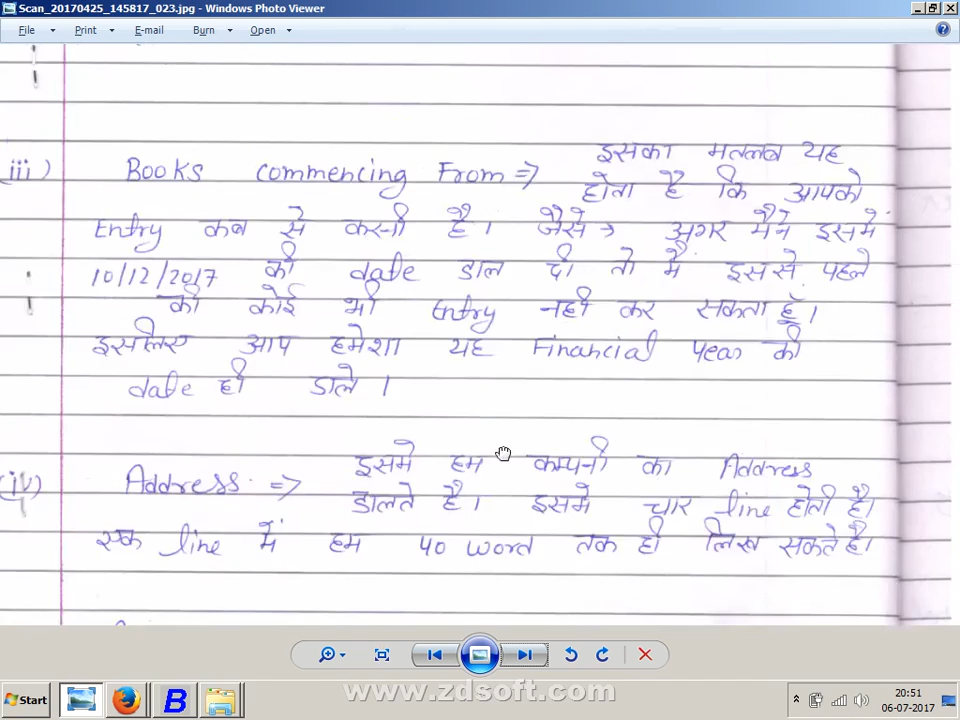 Scan_20170425_145817_023.jpg - Windows Photo Viewer
File Print E-mail Burn Open
iii) Books commencing From => इसका मतलब यह
होता है कि आपको
Entry कब से करनी है। जैसे → अगर मैंने इसमें
10/12/2017 की date डाल दी तो मैं इससे पहले
की कोई भी Entry नही कर सकता हूँ।
इसलिए आप हमेशा यह Financial year की
date ही डाले।
(iv) Address => इसमे हम कम्पनी का Address
डालते है। इसमे चार line होती है।
एक line में हम 40 word तक ही लिख सकते है।
www.zdsoft.com
Start
B
20:51
06-07-2017